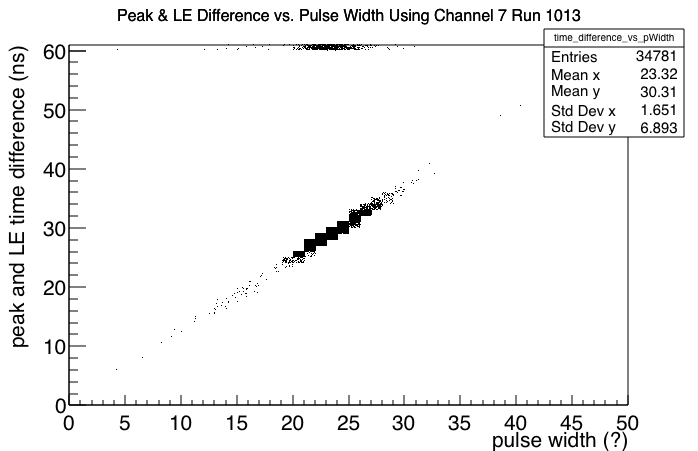 Peak & LE Difference vs. Pulse Width Using Channel 7 Run 1013
time_difference_vs_pWidth
Entries 34781
Mean x 23.32
Mean y 30.31
Std Dev x 1.651
Std Dev y 6.893
peak and LE time difference (ns)
60
50
40
30
20
10
0
0 5 10 15 20 25 30 35 40 45 50
pulse width (?)